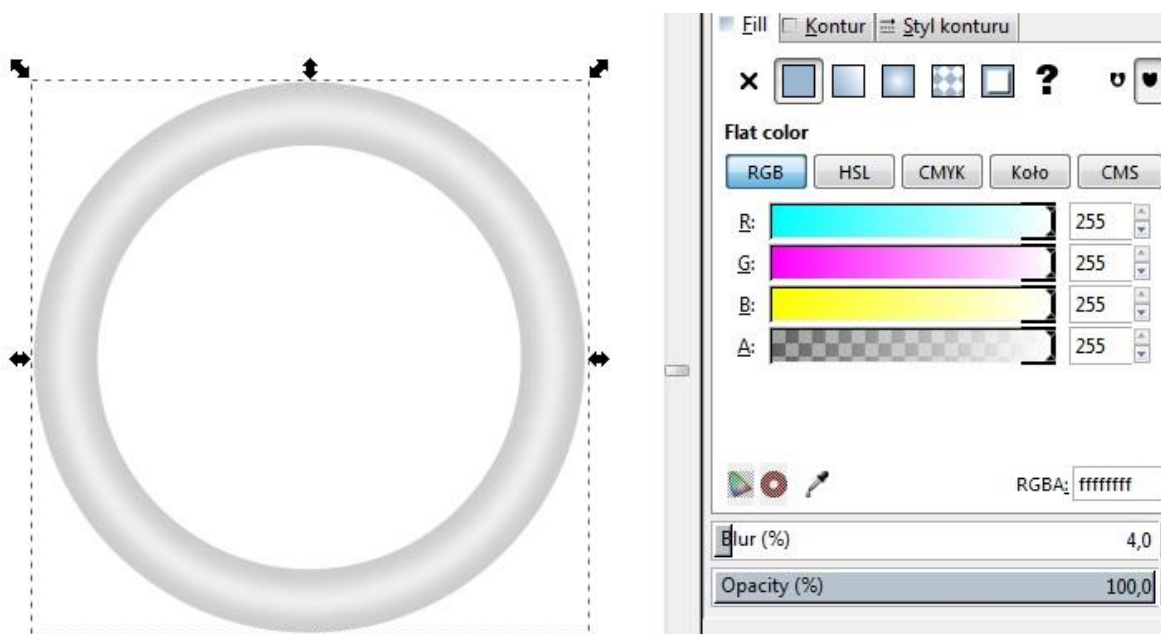 Fill Kontur Styl konturu
?
Flat color
RGB HSL CMYK Koło CMS
R: 255
G: 255
B: 255
A: 255
RGBA: ffffffff
Blur (%) 4,0
Opacity (%) 100,0